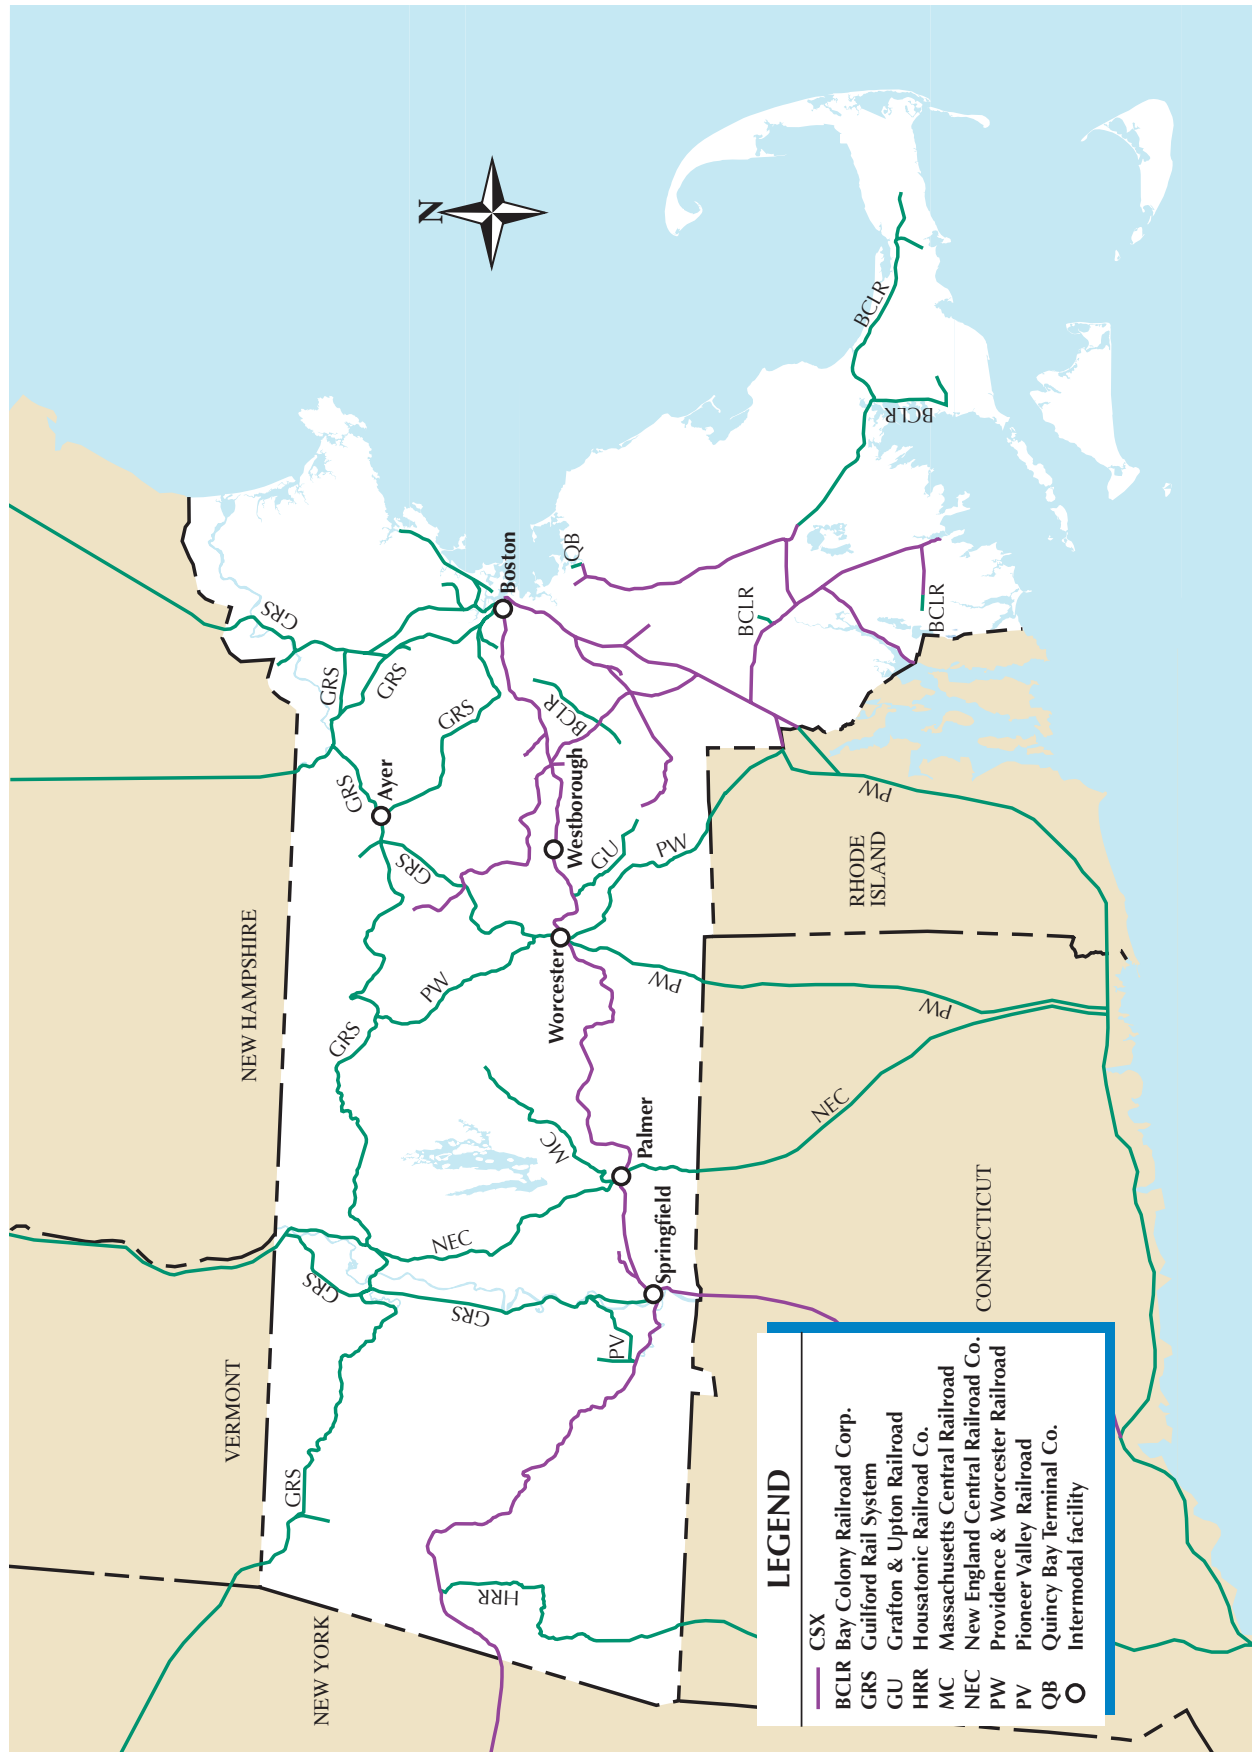 N
NEW HAMPSHIRE
VERMONT
NEW YORK
CONNECTICUT
RHODE
ISLAND
GRS
GRS
GRS
GRS
GRS
Ayer
GRS
GRS
GRS
GRS
GRS
Boston
QB
BCLR
BCLR
BCLR
BCLR
BCLR
Westborough
GU
PW
PW
Worcester
PW
PW
PW
NEC
MC
Palmer
NEC
Springfield
PV
HRR
LEGEND
CSX
BCLR Bay Colony Railroad Corp.
GRS Guilford Rail System
GU Grafton & Upton Railroad
HRR Housatonic Railroad Co.
MC Massachusetts Central Railroad
NEC New England Central Railroad Co.
PW Providence & Worcester Railroad
PV Pioneer Valley Railroad
QB Quincy Bay Terminal Co.
Intermodal facility